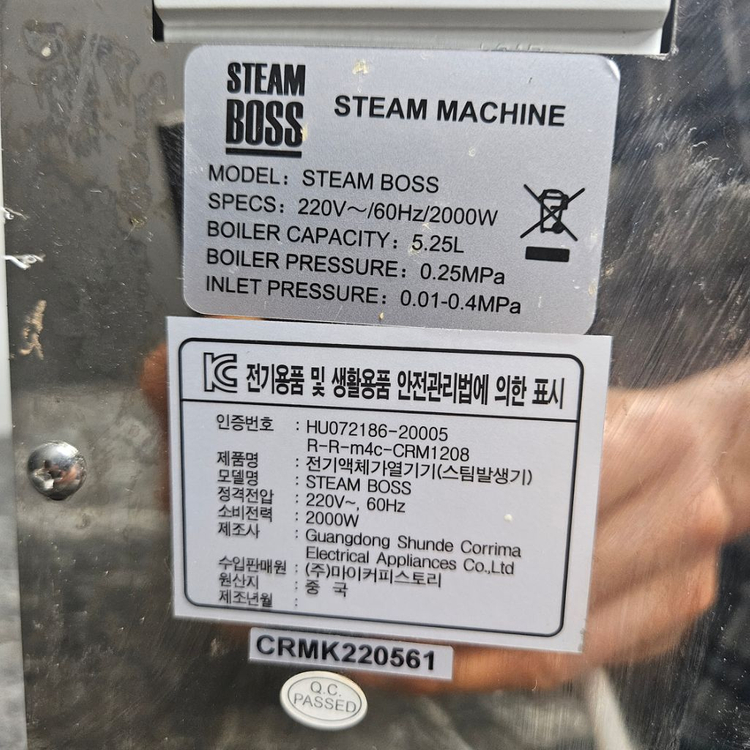 STEAM BOSS
STEAM MACHINE
MODEL: STEAM BOSS
SPECS: 220V~/60Hz/2000W
BOILER CAPACITY: 5.25L
BOILER PRESSURE: 0.25MPa
INLET PRESSURE: 0.01-0.4MPa
KC 전기용품 및 생활용품 안전관리법에 의한 표시
인증번호 : HU072186-20005
R-R-m4c-CRM1208
제품명 : 전기액체가열기기(스팀발생기)
모델명 : STEAM BOSS
정격전압 : 220V~, 60Hz
소비전력 : 2000W
제조사 : Guangdong Shunde Corrima
Electrical Appliances Co.,Ltd
수입판매원 : (주)마이커피스토리
원산지 : 중 국
제조년월 :
CRMK220561
Q.C.
PASSED